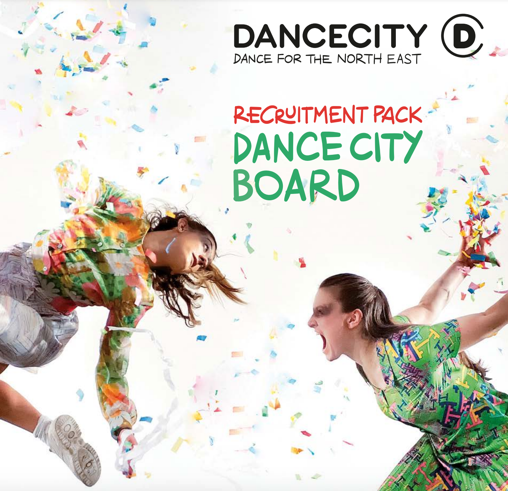 DANCECITY D
DANCE FOR THE NORTH EAST
RECRUITMENT PACK
DANCE CITY
BOARD